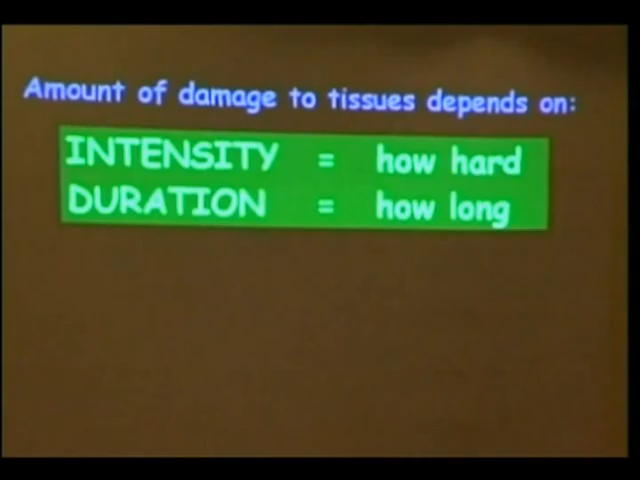 Amount of damage to tissues depends on:
INTENSITY = how hard
DURATION = how long